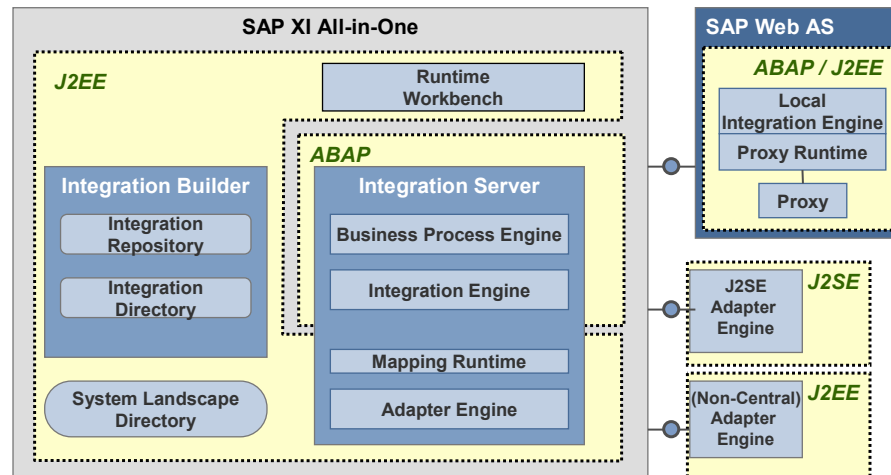 SAP XI All-in-One
J2EE
Runtime
Workbench
ABAP
Integration Builder
Integration
Repository
Integration
Directory
System Landscape
Directory
Integration Server
Business Process Engine
Integration Engine
Mapping Runtime
Adapter Engine
SAP Web AS
ABAP / J2EE
Local
Integration Engine
Proxy Runtime
Proxy
J2SE
Adapter
Engine
J2SE
(Non-Central)
Adapter
Engine
J2EE